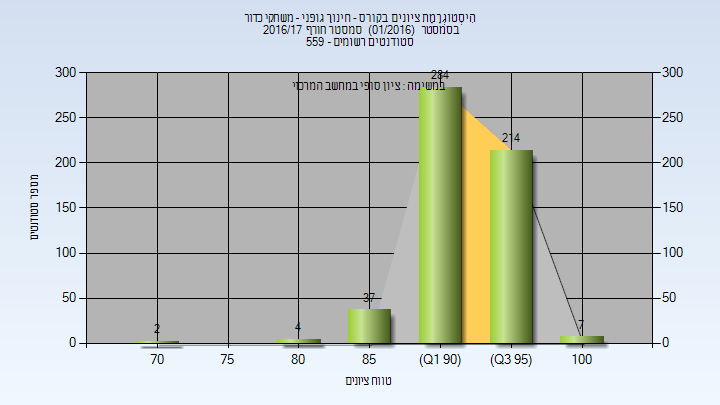 היסטוגרמת ציונים בקורס - חינוך גופני - משחקי כדור
בסמסטר (01/2016) סמסטר חורף 2016/17
סטודנטים רשומים - 559
במשימה : ציון סופי במחשב המרכזי
300 300
250 250
200 200
150 150
100 100
50 50
0 0
2 4 37 284 214 7
מספר סטודנטים
70 75 80 85 (Q1 90) (Q3 95) 100
טווח ציונים